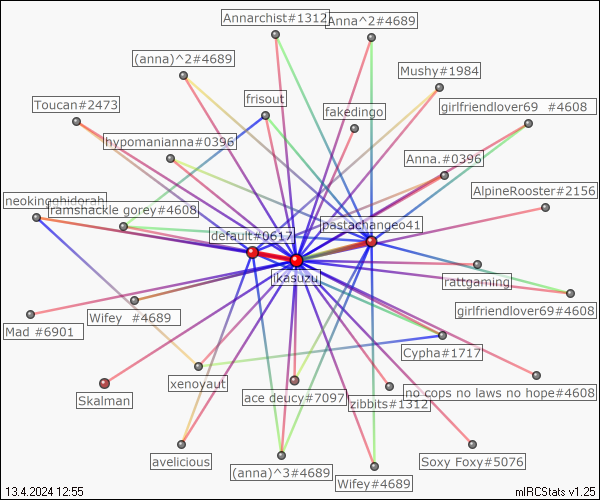 Annarchist#1312
Anna^2#4689
(anna)^2#4689
Mushy#1984
Toucan#2473
frisout
girlfriendlover69 #4608
fakedingo
hypomanianna#0396
Anna.#0396
AlpineRooster#2156
neokingghidorah
ramshackle gorey#4608
pastachangeo41
default#0617
jkasuzu
rattgaming
girlfriendlover69#4608
Wifey #4689
Mad #6901
Cypha#1717
xenoyaut
Skalman
ace deucy#7097
zibbits#1312
no cops no laws no hope#4608
avelicious
(anna)^3#4689
Soxy Foxy#5076
Wifey#4689
13.4.2024 12:55
mIRCStats v1.25